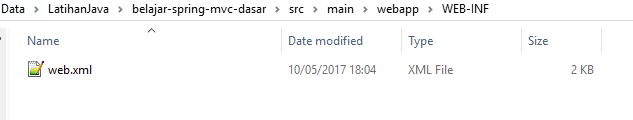 Data > LatihanJava > belajar-spring-mvc-dasar > src > main > webapp > WEB-INF
Name Date modified Type Size
web.xml 10/05/2017 18:04 XML File 2 KB